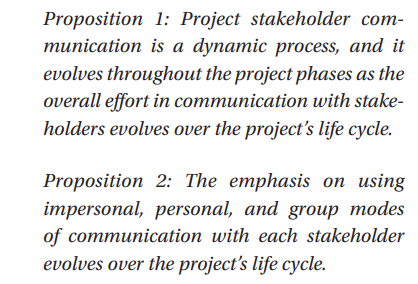 Proposition 1: Project stakeholder com-
munication is a dynamic process, and it
evolves throughout the project phases as the
overall effort in communication with stake-
holders evolves over the project’s life cycle.
Proposition 2: The emphasis on using
impersonal, personal, and group modes
of communication with each stakeholder
evolves over the project’s life cycle.